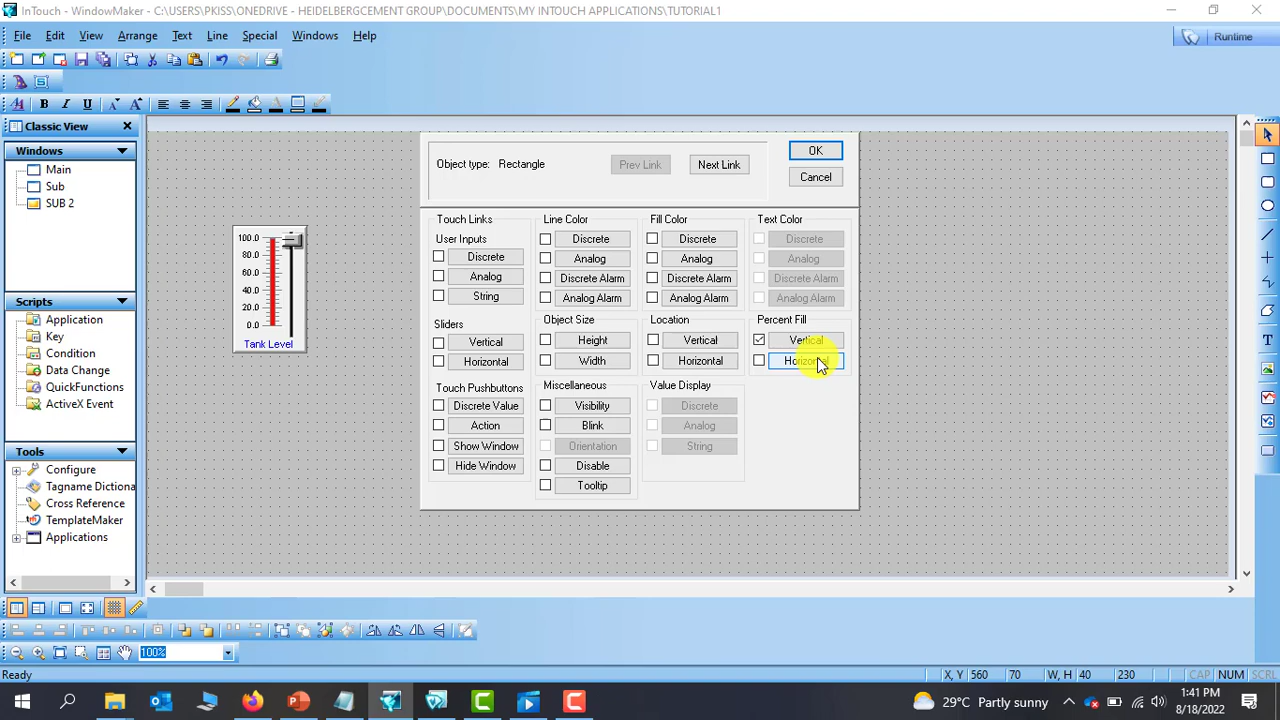 InTouch - WindowMaker - C:\USERS\PKISS\ONEDRIVE - HEIDELBERGCEMENT GROUP\DOCUMENTS\MY INTOUCH APPLICATIONS\TUTORIAL1
File Edit View Arrange Text Line Special Windows Help
Runtime
Classic View
Windows
Main
Sub
SUB 2
Scripts
Application
Key
Condition
Data Change
QuickFunctions
ActiveX Event
Tools
Configure
Tagname Dictiona
Cross Reference
TemplateMaker
Applications
100.0
80.0
60.0
40.0
20.0
0.0
Tank Level
Object type: Rectangle
Prev Link
Next Link
OK
Cancel
Touch Links
User Inputs
Discrete
Analog
String
Sliders
Vertical
Horizontal
Touch Pushbuttons
Discrete Value
Action
Show Window
Hide Window
Line Color
Discrete
Analog
Discrete Alarm
Analog Alarm
Object Size
Height
Width
Miscellaneous
Visibility
Blink
Orientation
Disable
Tooltip
Fill Color
Discrete
Analog
Discrete Alarm
Analog Alarm
Location
Vertical
Horizontal
Value Display
Discrete
Analog
String
Text Color
Discrete
Analog
Discrete Alarm
Analog Alarm
Percent Fill
Vertical
Horizontal
100%
Ready
X, Y 560 70 W, H 40 230 CAP NUM SCRL
29°C Partly sunny
1:41 PM
8/18/2022